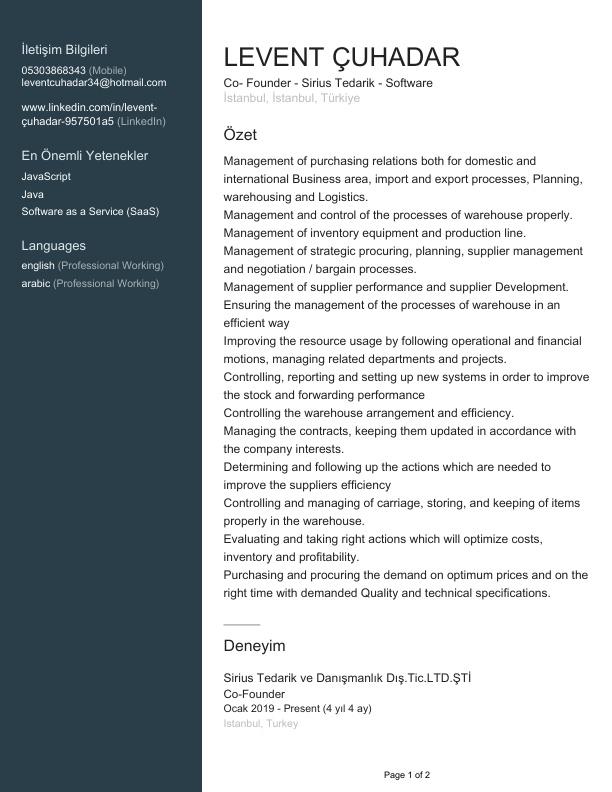 İletişim Bilgileri
05303868343 (Mobile)
leventcuhadar34@hotmail.com
www.linkedin.com/in/levent-
çuhadar-957501a5 (LinkedIn)
En Önemli Yetenekler
JavaScript
Java
Software as a Service (SaaS)
Languages
english (Professional Working)
arabic (Professional Working)
LEVENT ÇUHADAR
Co- Founder - Sirius Tedarik - Software
İstanbul, İstanbul, Türkiye
Özet
Management of purchasing relations both for domestic and
international Business area, import and export processes, Planning,
warehousing and Logistics.
Management and control of the processes of warehouse properly.
Management of inventory equipment and production line.
Management of strategic procuring, planning, supplier management
and negotiation / bargain processes.
Management of supplier performance and supplier Development.
Ensuring the management of the processes of warehouse in an
efficient way
Improving the resource usage by following operational and financial
motions, managing related departments and projects.
Controlling, reporting and setting up new systems in order to improve
the stock and forwarding performance
Controlling the warehouse arrangement and efficiency.
Managing the contracts, keeping them updated in accordance with
the company interests.
Determining and following up the actions which are needed to
improve the suppliers efficiency
Controlling and managing of carriage, storing, and keeping of items
properly in the warehouse.
Evaluating and taking right actions which will optimize costs,
inventory and profitability.
Purchasing and procuring the demand on optimum prices and on the
right time with demanded Quality and technical specifications.
Deneyim
Sirius Tedarik ve Danışmanlık Dış.Tic.LTD.ŞTİ
Co-Founder
Ocak 2019 - Present (4 yıl 4 ay)
Istanbul, Turkey
Page 1 of 2